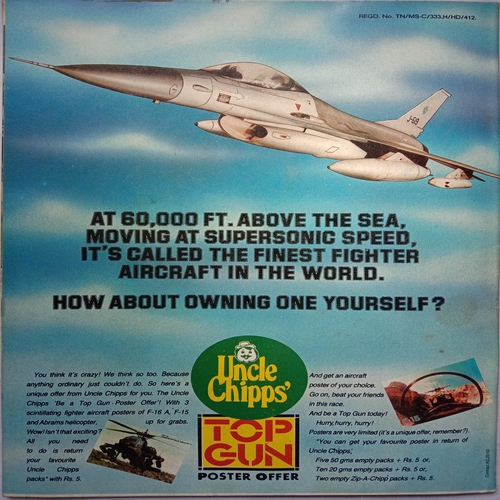 REGD. No. TN/MS-C/333.H/HD/412.
J-619
AT 60,000 FT. ABOVE THE SEA,
MOVING AT SUPERSONIC SPEED,
IT'S CALLED THE FINEST FIGHTER
AIRCRAFT IN THE WORLD.
HOW ABOUT OWNING ONE YOURSELF?
You think it's crazy! We think so too. Because
anything ordinary just couldn't do. So here's a
unique offer from Uncle Chipps for you. The Uncle
Chipps "Be a Top Gun Poster Offer"! With 3
scintillating fighter aircraft posters of F-16 A, F-15
and Abrams helicopter, up for grabs.
Wow! Isn't that exciting?
All you need
to do is return
your favourite
Uncle Chipps
packs* with Rs. 5.
Uncle
Chipps'
TOP
GUN
POSTER OFFER
And get an aircraft
poster of your choice.
Go on, beat your friends
in this race.
And be a Top Gun today!
Hurry, hurry, hurry!
Posters are very limited (it's a unique offer, remember?).
*You can get your favourite poster in return of
Uncle Chipps':
Five 50 gms empty packs + Rs. 5 or,
Ten 20 gms empty packs + Rs. 5 or,
Two empty Zip-A-Chipp packs + Rs. 5.